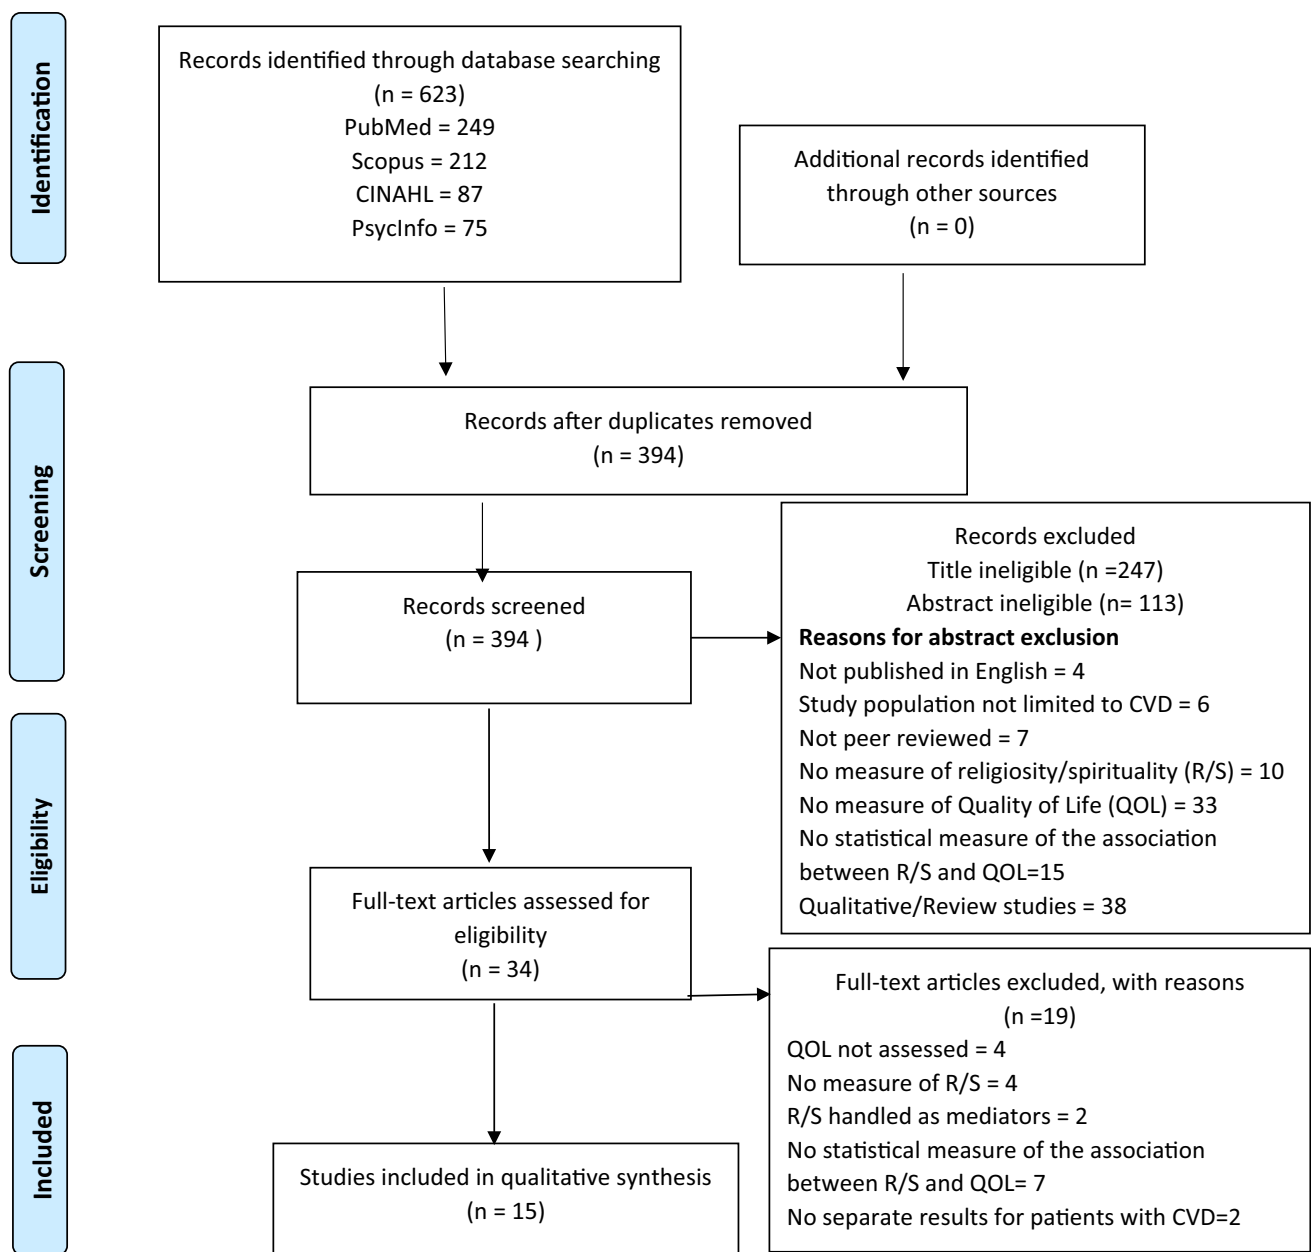 Identification
Records identified through database searching
(n = 623)
PubMed = 249
Scopus = 212
CINAHL = 87
PsycInfo = 75
Additional records identified
through other sources
(n = 0)
Screening
Records after duplicates removed
(n = 394)
Records screened
(n = 394 )
Records excluded
Title ineligible (n =247)
Abstract ineligible (n= 113)
Reasons for abstract exclusion
Not published in English = 4
Study population not limited to CVD = 6
Not peer reviewed = 7
No measure of religiosity/spirituality (R/S) = 10
No measure of Quality of Life (QOL) = 33
No statistical measure of the association
between R/S and QOL=15
Qualitative/Review studies = 38
Eligibility
Full-text articles assessed for
eligibility
(n = 34)
Full-text articles excluded, with reasons
(n =19)
QOL not assessed = 4
No measure of R/S = 4
R/S handled as mediators = 2
No statistical measure of the association
between R/S and QOL= 7
No separate results for patients with CVD=2
Included
Studies included in qualitative synthesis
(n = 15)